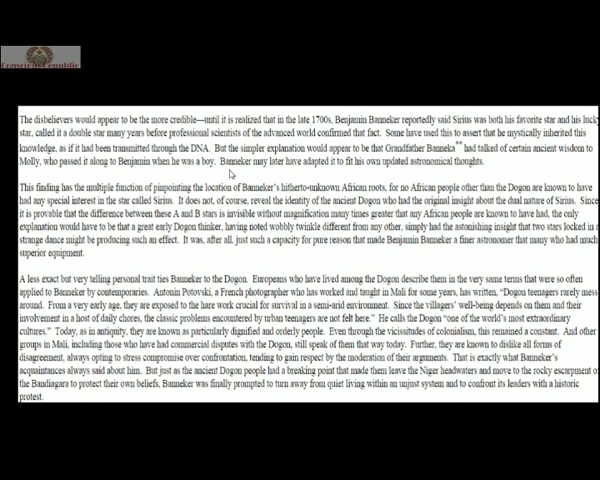 Conscious Republic
The disbelievers would appear to be the more credible—until it is realized that in the late 1700s, Benjamin Banneker reportedly said Sirius was both his favorite star and his lucky
star, called it a double star many years before professional scientists of the advanced world confirmed that fact. Some have used this to assert that he mystically inherited this
knowledge, as if it had been transmitted through the DNA. But the simpler explanation would appear to be that Grandfather Banneka** had talked of certain ancient wisdom to
Molly, who passed it along to Benjamin when he was a boy. Banneker may later have adapted it to fit his own updated astronomical thoughts.
This finding has the multiple function of pinpointing the location of Banneker's hitherto-unknown African roots, for no African people other than the Dogon are known to have
had any special interest in the star called Sirius. It does not, of course, reveal the identity of the ancient Dogon who had the original insight about the dual nature of Sirius. Since
it is provable that the difference between these A and B stars is invisible without magnification many times greater that any African people are known to have had, the only
explanation would have to be that a great early Dogon thinker, having noted wobbly twinkle different from any other, simply had the astonishing insight that two stars locked in a
strange dance might be producing such an effect. It was, after all, just such a capacity for pure reason that made Benjamin Banneker a finer astronomer that many who had much
superior equipment.
A less exact but very telling personal trait ties Banneker to the Dogon. Europeans who have lived among the Dogon describe them in the very same terms that were so often
applied to Banneker by contemporaries. Antonin Potovski, a French photographer who has worked and taught in Mali for some years, has written, "Dogon teenagers rarely mess
around. From a very early age, they are exposed to the hare work crucial for survival in a semi-arid environment. Since the villagers' well-being depends on them and their
involvement in a host of daily chores, the classic problems encountered by urban teenagers are not felt here." He calls the Dogon "one of the world's most extraordinary
cultures." Today, as in antiquity, they are known as particularly dignified and orderly people. Even through the vicissitudes of colonialism, this remained a constant. And other
groups in Mali, including those who have had commercial disputes with the Dogon, still speak of them that way today. Further, they are known to dislike all forms of
disagreement, always opting to stress compromise over confrontation, tending to gain respect by the moderation of their arguments. That is exactly what Banneker's
acquaintances always said about him. But just as the ancient Dogon people had a breaking point that made them leave the Niger headwaters and move to the rocky escarpment o
the Bandiagara to protect their own beliefs, Banneker was finally prompted to turn away from quiet living within an unjust system and to confront its leaders with a historic
protest.